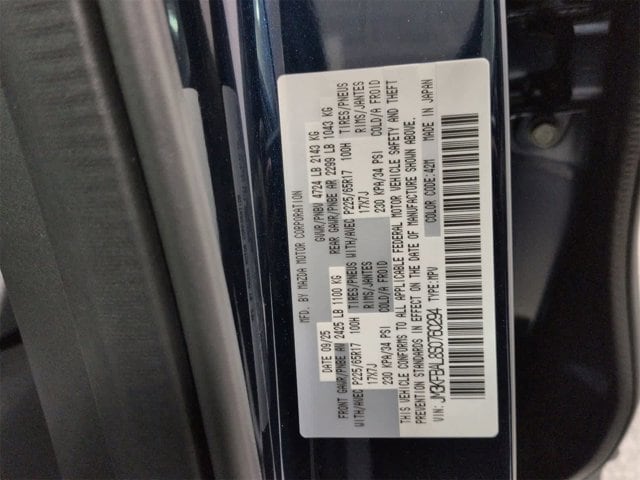 MFD. BY MAZDA MOTOR CORPORATION
DATE 09/25 GVWR/PNBV 4724 LB 2143 KG
FRONT GAWR/PNBE AV 2425 LB 1100 KG REAR GAWR/PNBE AR 2299 LB 1043 KG
WITH/AVEC P225/65R17 100H TIRES/PNEUS WITH/AVEC P225/65R17 100H TIRES/PNEUS
17X7J RIMS/JANTES 17X7J RIMS/JANTES
230 KPA/34 PSI COLD/A FROID 230 KPA/34 PSI COLD/A FROID
THIS VEHICLE CONFORMS TO ALL APPLICABLE FEDERAL MOTOR VEHICLE SAFETY AND THEFT
PREVENTION STANDARDS IN EFFECT ON THE DATE OF MANUFACTURE SHOWN ABOVE.
VIN: JM3KFBAL8S0760294 TYPE: MPV COLOR CODE: 42M MADE IN JAPAN